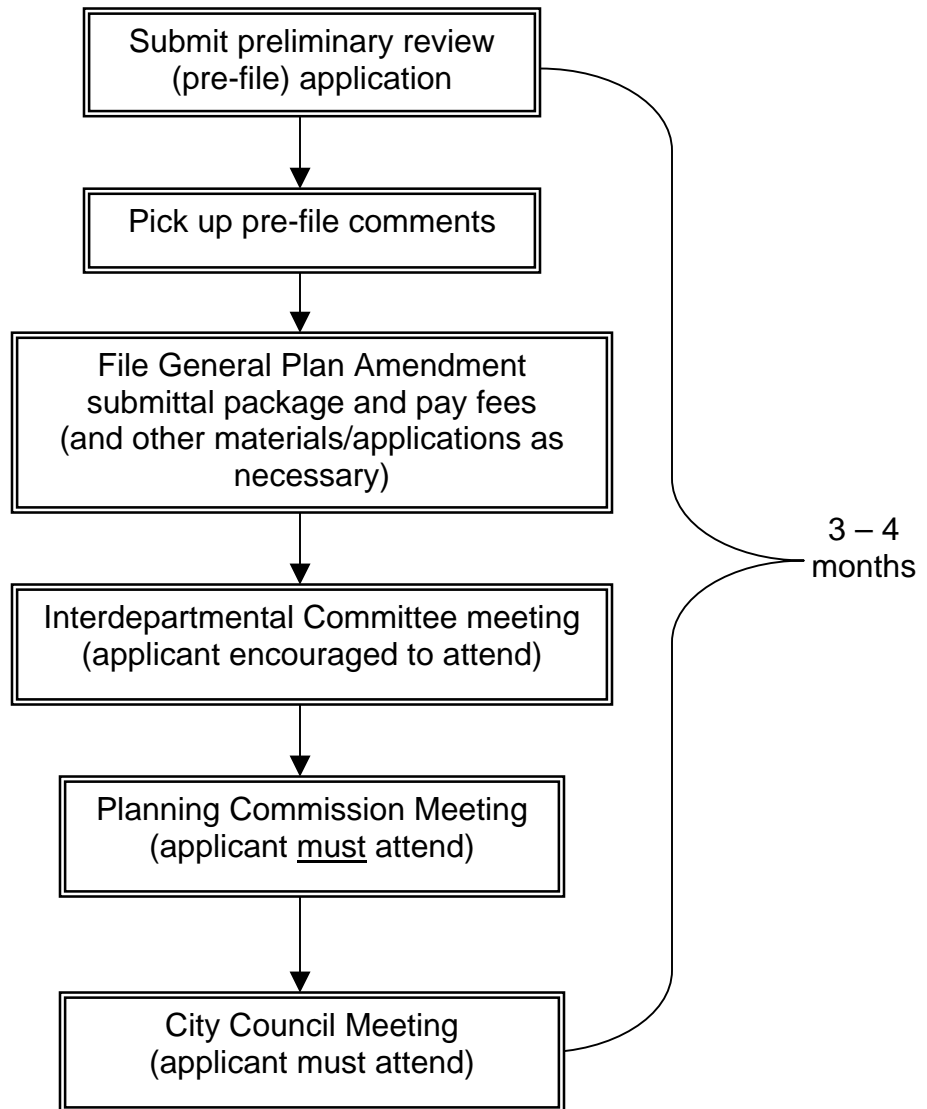 Submit preliminary review
(pre-file) application
Pick up pre-file comments
File General Plan Amendment
submittal package and pay fees
(and other materials/applications as
necessary)
3 – 4
months
Interdepartmental Committee meeting
(applicant encouraged to attend)
Planning Commission Meeting
(applicant must attend)
City Council Meeting
(applicant must attend)